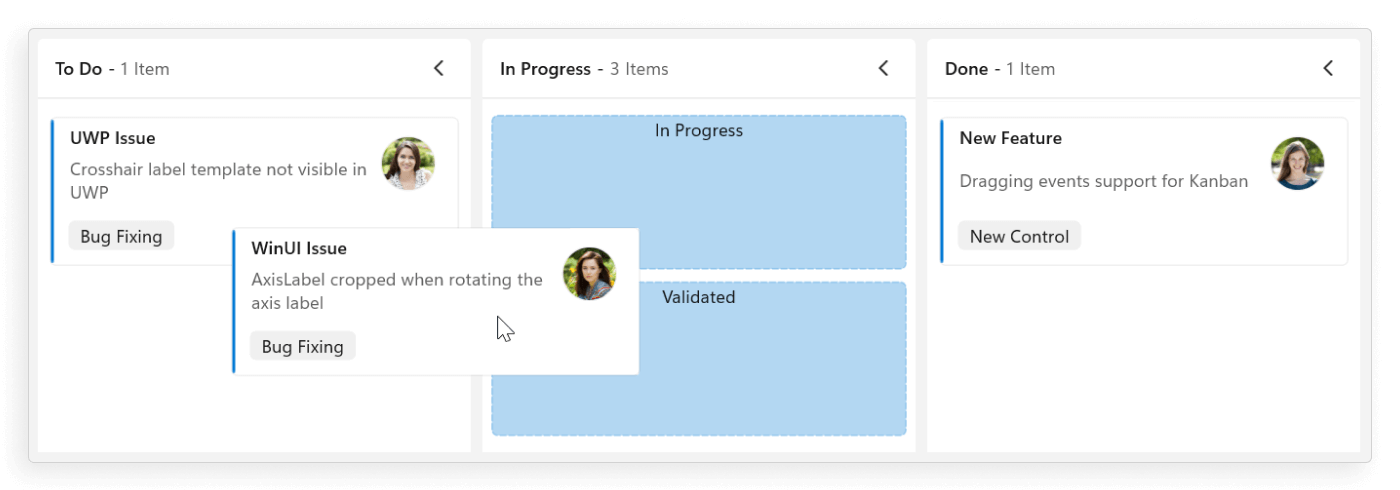 To Do - 1 Item
In Progress - 3 Items
Done - 1 Item
UWP Issue
Crosshair label template not visible in
UWP
Bug Fixing
WinUI Issue
AxisLabel cropped when rotating the
axis label
Bug Fixing
In Progress
Validated
New Feature
Dragging events support for Kanban
New Control